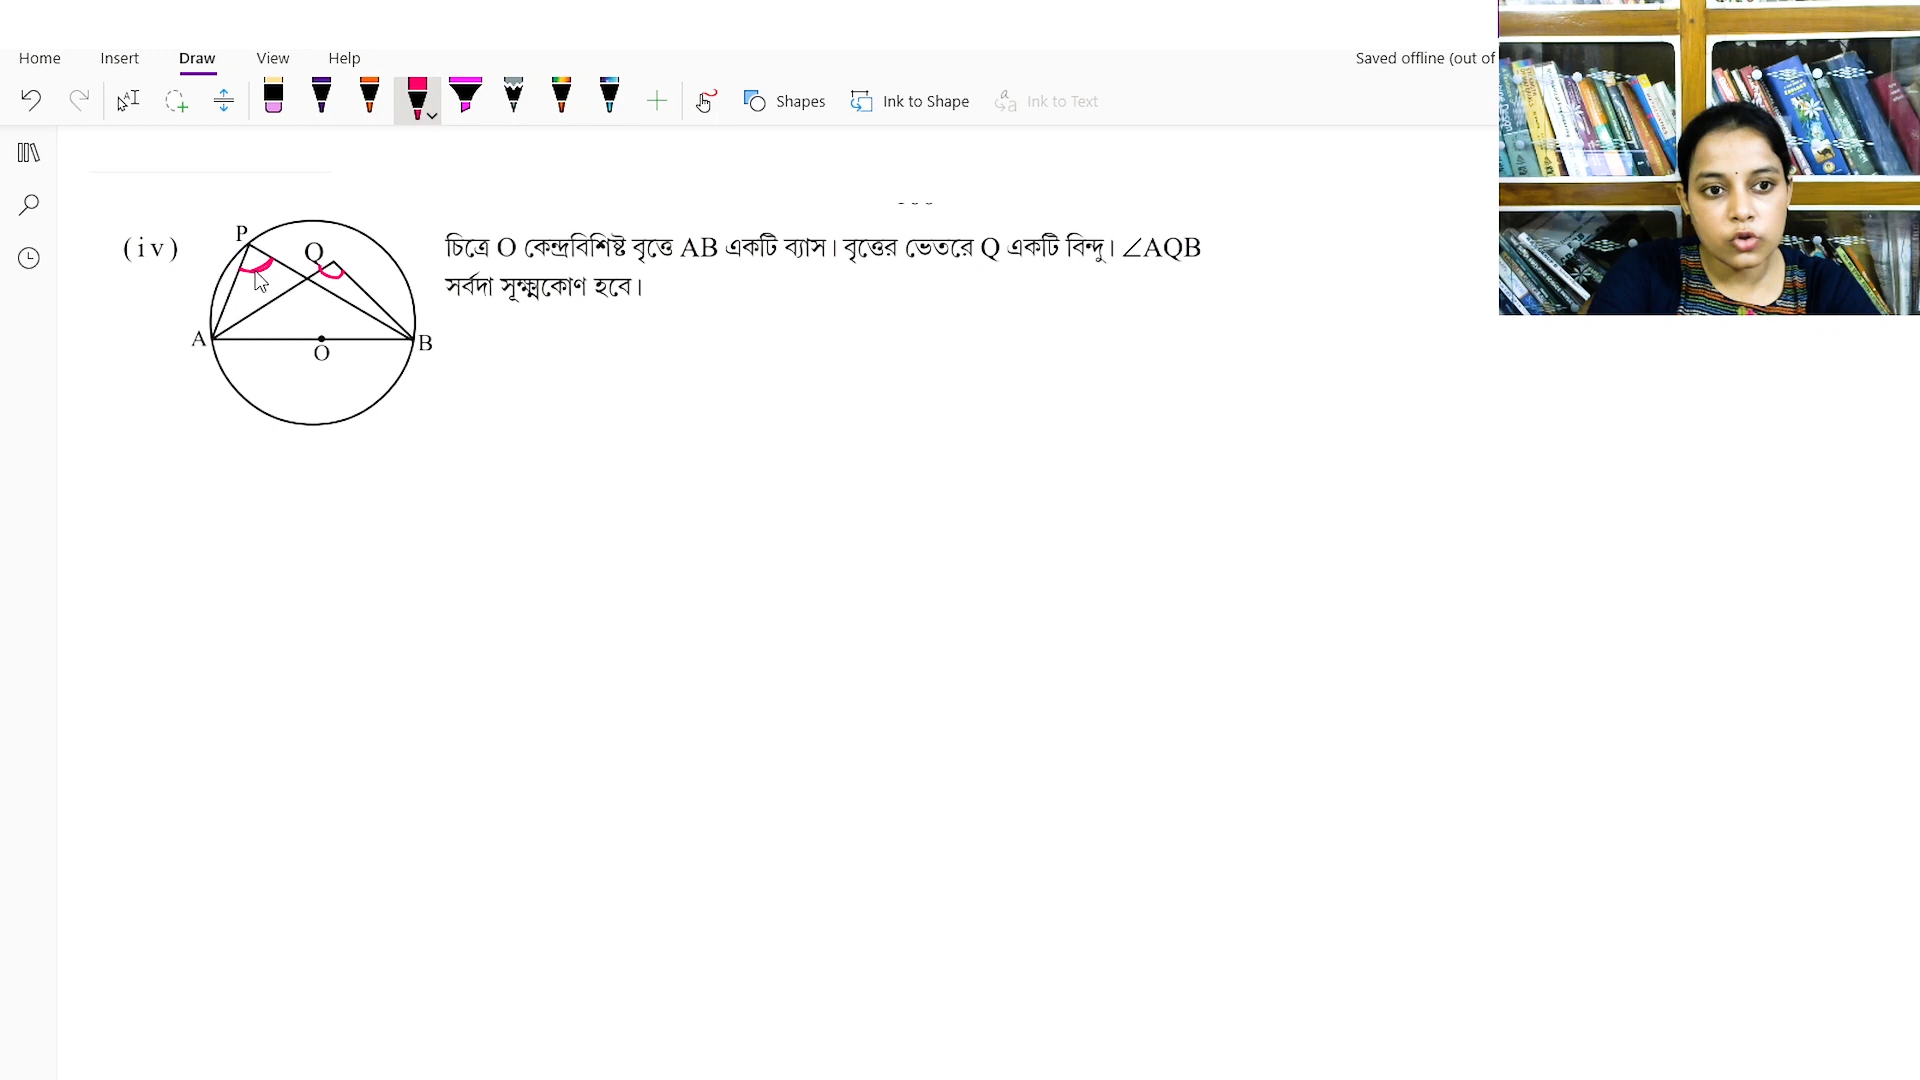 Home Insert Draw View Help Saved offline (out of
Shapes Ink to Shape Ink to Text
(iv) চিত্রে O কেন্দ্রবিশিষ্ট বৃত্তে AB একটি ব্যাস। বৃত্তের ভেতরে Q একটি বিন্দু। ∠AQB
সর্বদা সূক্ষ্মকোণ হবে।
P
Q
A B
O